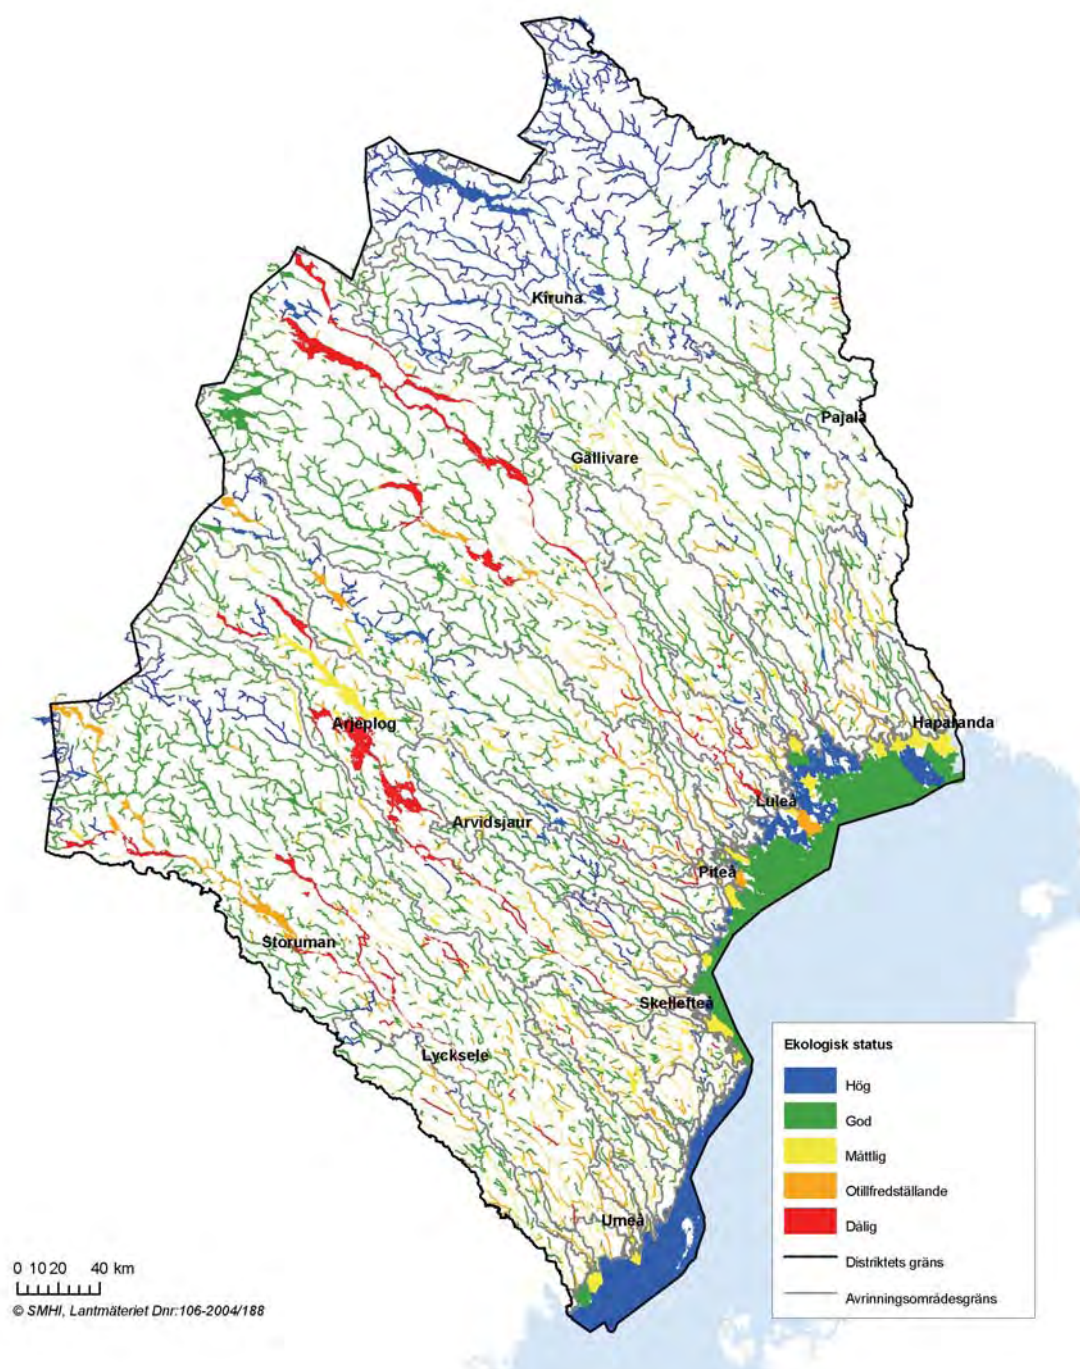 Kiruna
Pajala
Gällivare
Arjeplog
Haparanda
Luleå
Arvidsjaur
Piteå
Storuman
Skellefteå
Lycksele
Umeå
Ekologisk status
Hög
God
Måttlig
Otillfredställande
Dålig
Distriktets gräns
Avrinningsområdesgräns
0 10 20 40 km
© SMHI, Lantmäteriet Dnr:106-2004/188